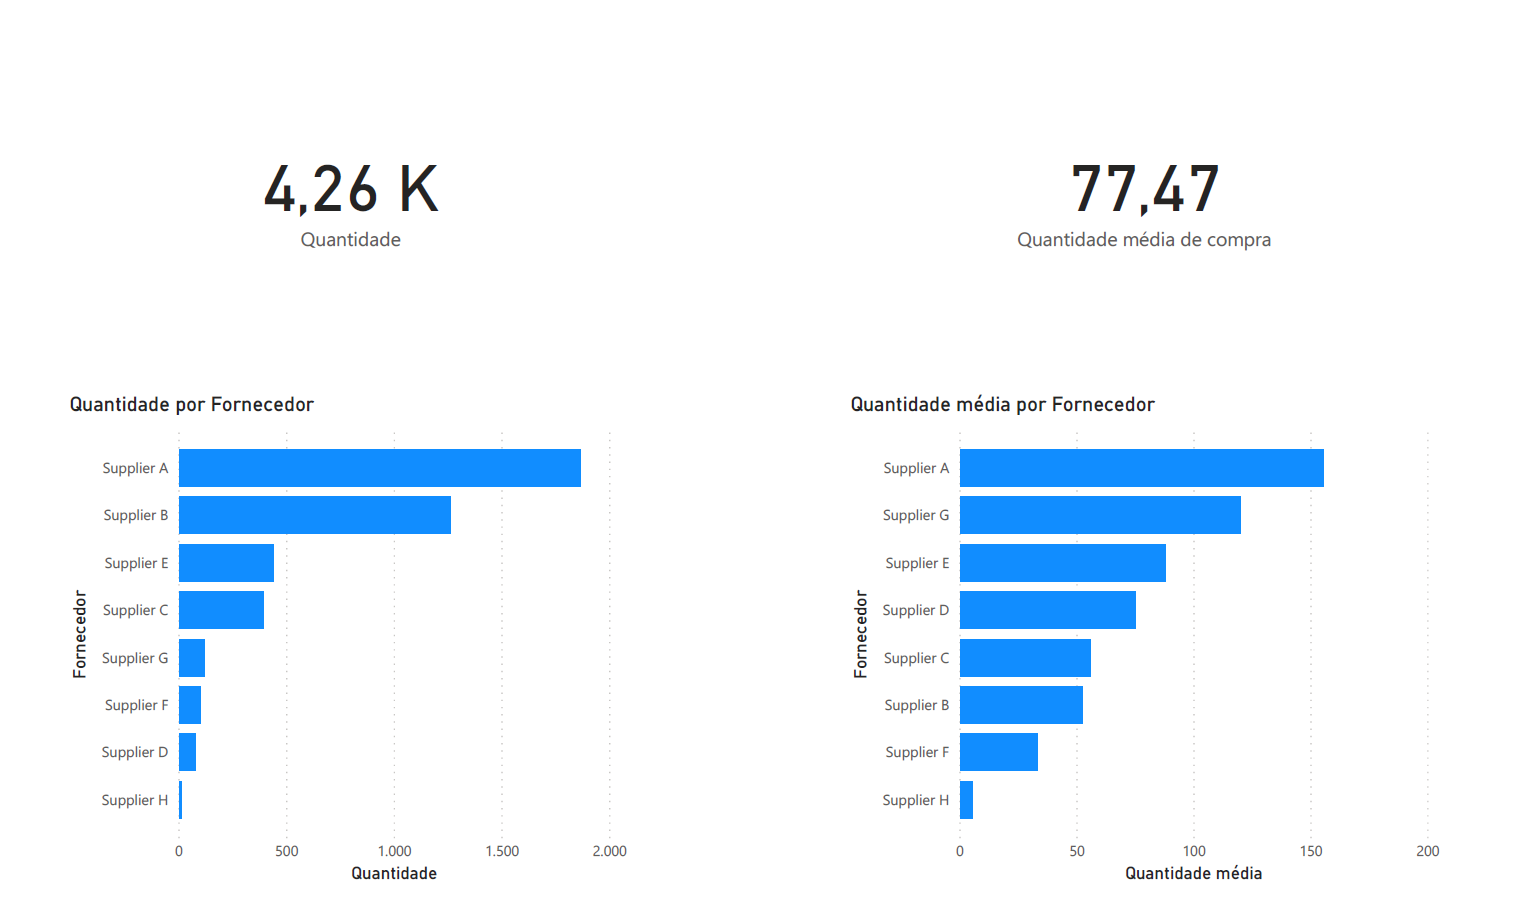 4,26 K
Quantidade
77,47
Quantidade média de compra
Quantidade por Fornecedor
Fornecedor
Supplier A
Supplier B
Supplier E
Supplier C
Supplier G
Supplier F
Supplier D
Supplier H
0 500 1.000 1.500 2.000
Quantidade
Quantidade média por Fornecedor
Fornecedor
Supplier A
Supplier G
Supplier E
Supplier D
Supplier C
Supplier B
Supplier F
Supplier H
0 50 100 150 200
Quantidade média